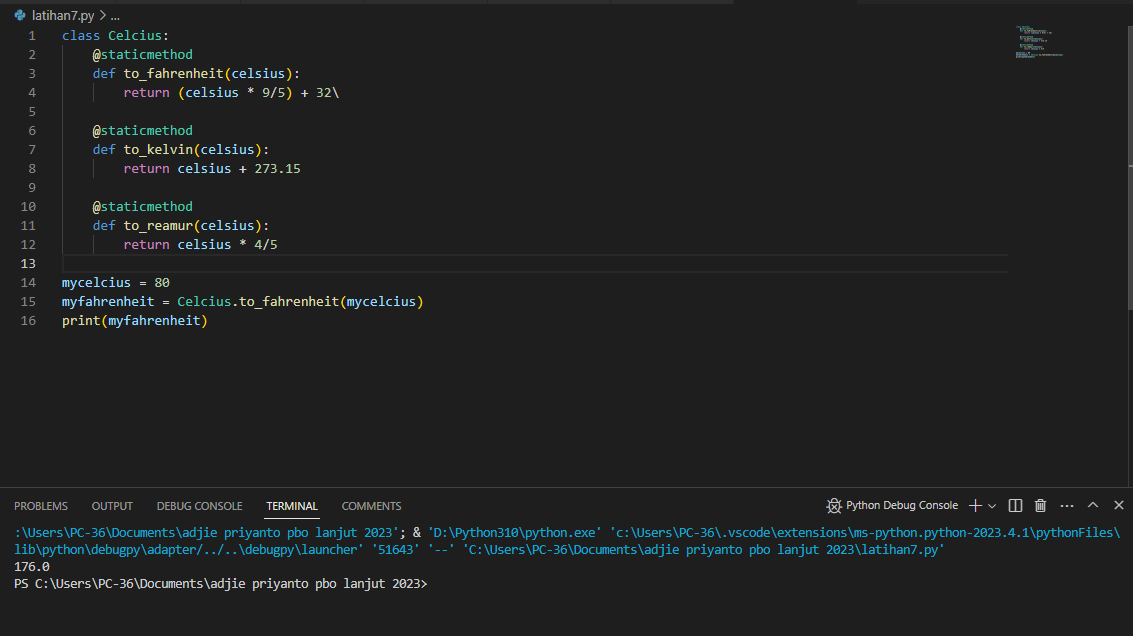 latihan7.py > ...
1 class Celcius:
2     @staticmethod
3     def to_fahrenheit(celsius):
4         return (celsius * 9/5) + 32\
5
6     @staticmethod
7     def to_kelvin(celsius):
8         return celsius + 273.15
9
10     @staticmethod
11     def to_reamur(celsius):
12         return celsius * 4/5
13
14 mycelcius = 80
15 myfahrenheit = Celcius.to_fahrenheit(mycelcius)
16 print(myfahrenheit)
PROBLEMS OUTPUT DEBUG CONSOLE TERMINAL COMMENTS Python Debug Console
:\Users\PC-36\Documents\adjie priyanto pbo lanjut 2023'; & 'D:\Python310\python.exe' 'c:\Users\PC-36\.vscode\extensions\ms-python.python-2023.4.1\pythonFiles\
lib\python\debugpy\adapter/../..\debugpy\launcher' '51643' '--' 'C:\Users\PC-36\Documents\adjie priyanto pbo lanjut 2023\latihan7.py'
176.0
PS C:\Users\PC-36\Documents\adjie priyanto pbo lanjut 2023>